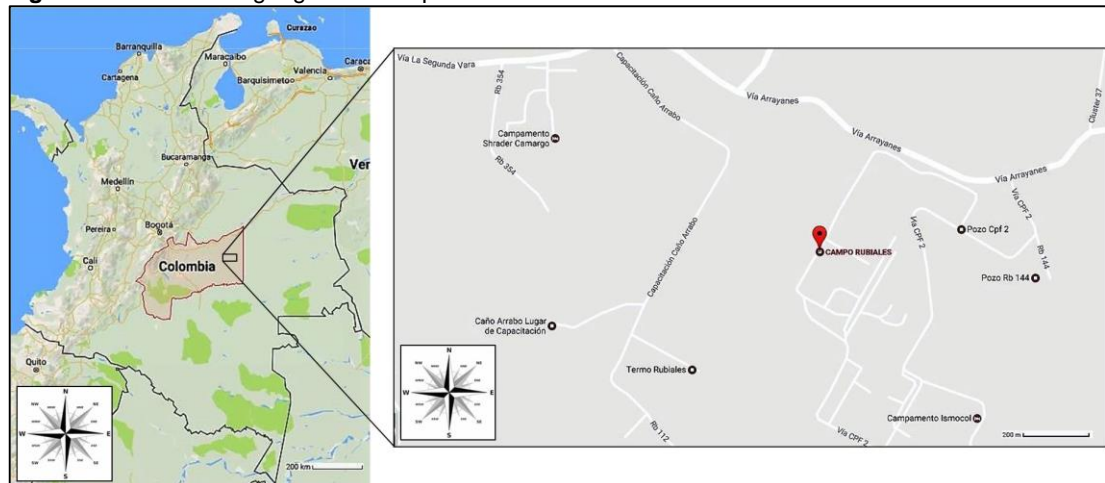 Barranquilla
Cartagena
Maracaibo
Curazao
Caraca
Barquisimeto
Valencia
Bucaramanga
Ver
Medellín
Pereira
Bogotá
Cali
Colombia
Quito
N
W
E
S
200 km
Vía La Segunda Vara
Rb 354
Campamento
Shrader Camargo
Rb 354
Capacitación Caño Arrabo
Vía Arrayanes
Vía Arrayanes
Vía Arrayanes
Cluster 37
Capacitación Caño Arrabo
CAMPO RUBIALES
Vía CPF 2
Vía CPF 2
Pozo Cpf 2
Rb 144
Pozo Rb 144
Caño Arrabo Lugar
de Capacitación
Termo Rubiales
Rb 112
Vía CPF 2
Campamento Ismocol
N
W
E
S
200 m